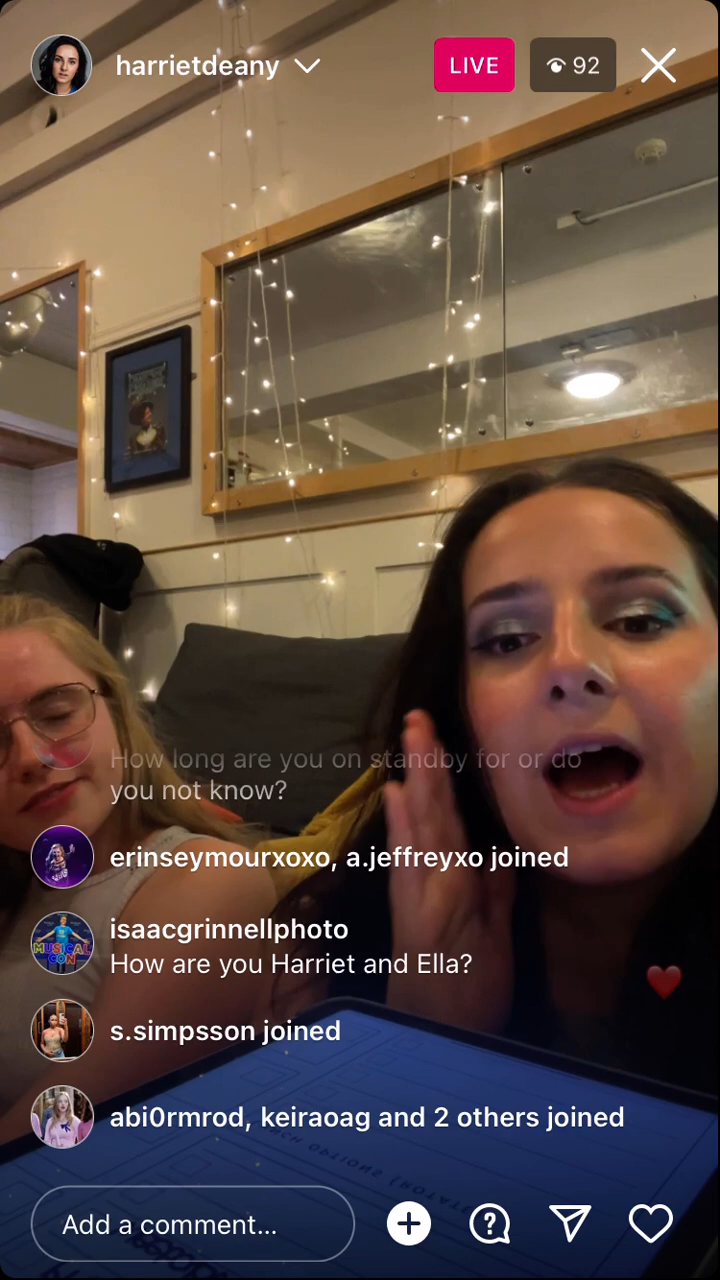 harrietdeany
LIVE
92
How long are you on standby for or do
you not know?
erinseymourxoxo, a.jeffreyxo joined
isaacgrinnellphoto
MUSICAL
CON
How are you Harriet and Ella?
s.simpsson joined
abi0rmrod, keiraoag and 2 others joined
Add a comment...